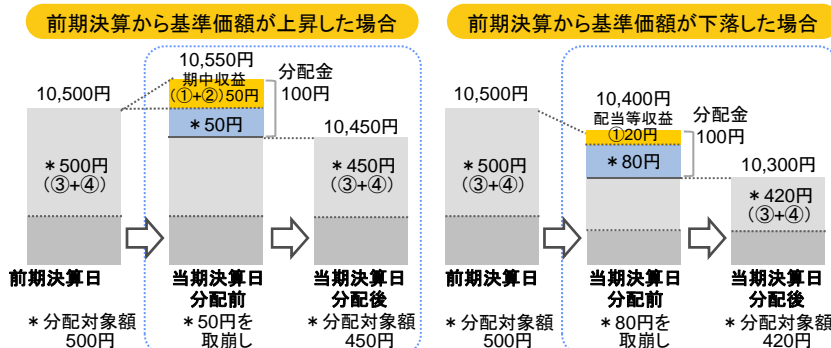 前期決算から基準価額が上昇した場合
10,550円
期中収益
(①+②)50円
分配金
100円
10,500円
*50円
10,450円
*500円
(③+④)
*450円
(③+④)
前期決算日
当期決算日
分配前
当期決算日
分配後
*分配対象額
500円
*50円を
取崩し
*分配対象額
450円
前期決算から基準価額が下落した場合
10,500円
10,400円
配当等収益
①20円
分配金
100円
*80円
10,300円
*500円
(③+④)
*420円
(③+④)
前期決算日
当期決算日
分配前
当期決算日
分配後
*分配対象額
500円
*80円を
取崩し
*分配対象額
420円